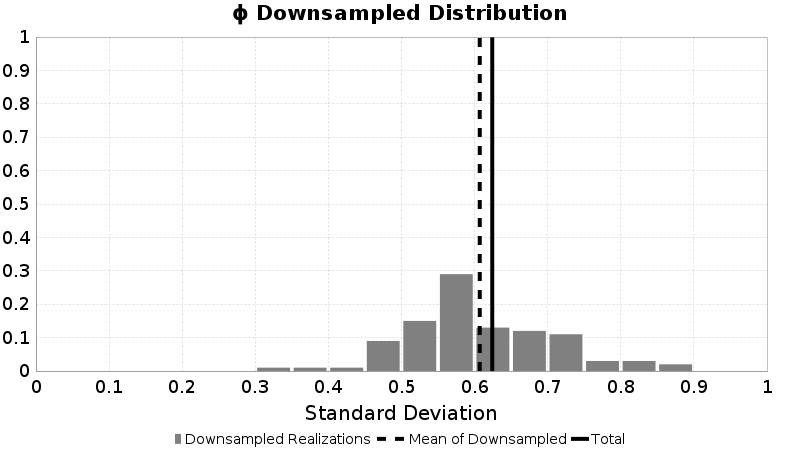 ϕ Downsampled Distribution
1
0.9
0.8
0.7
0.6
0.5
0.4
0.3
0.2
0.1
0
0 0.1 0.2 0.3 0.4 0.5 0.6 0.7 0.8 0.9 1
Standard Deviation
Downsampled Realizations Mean of Downsampled Total